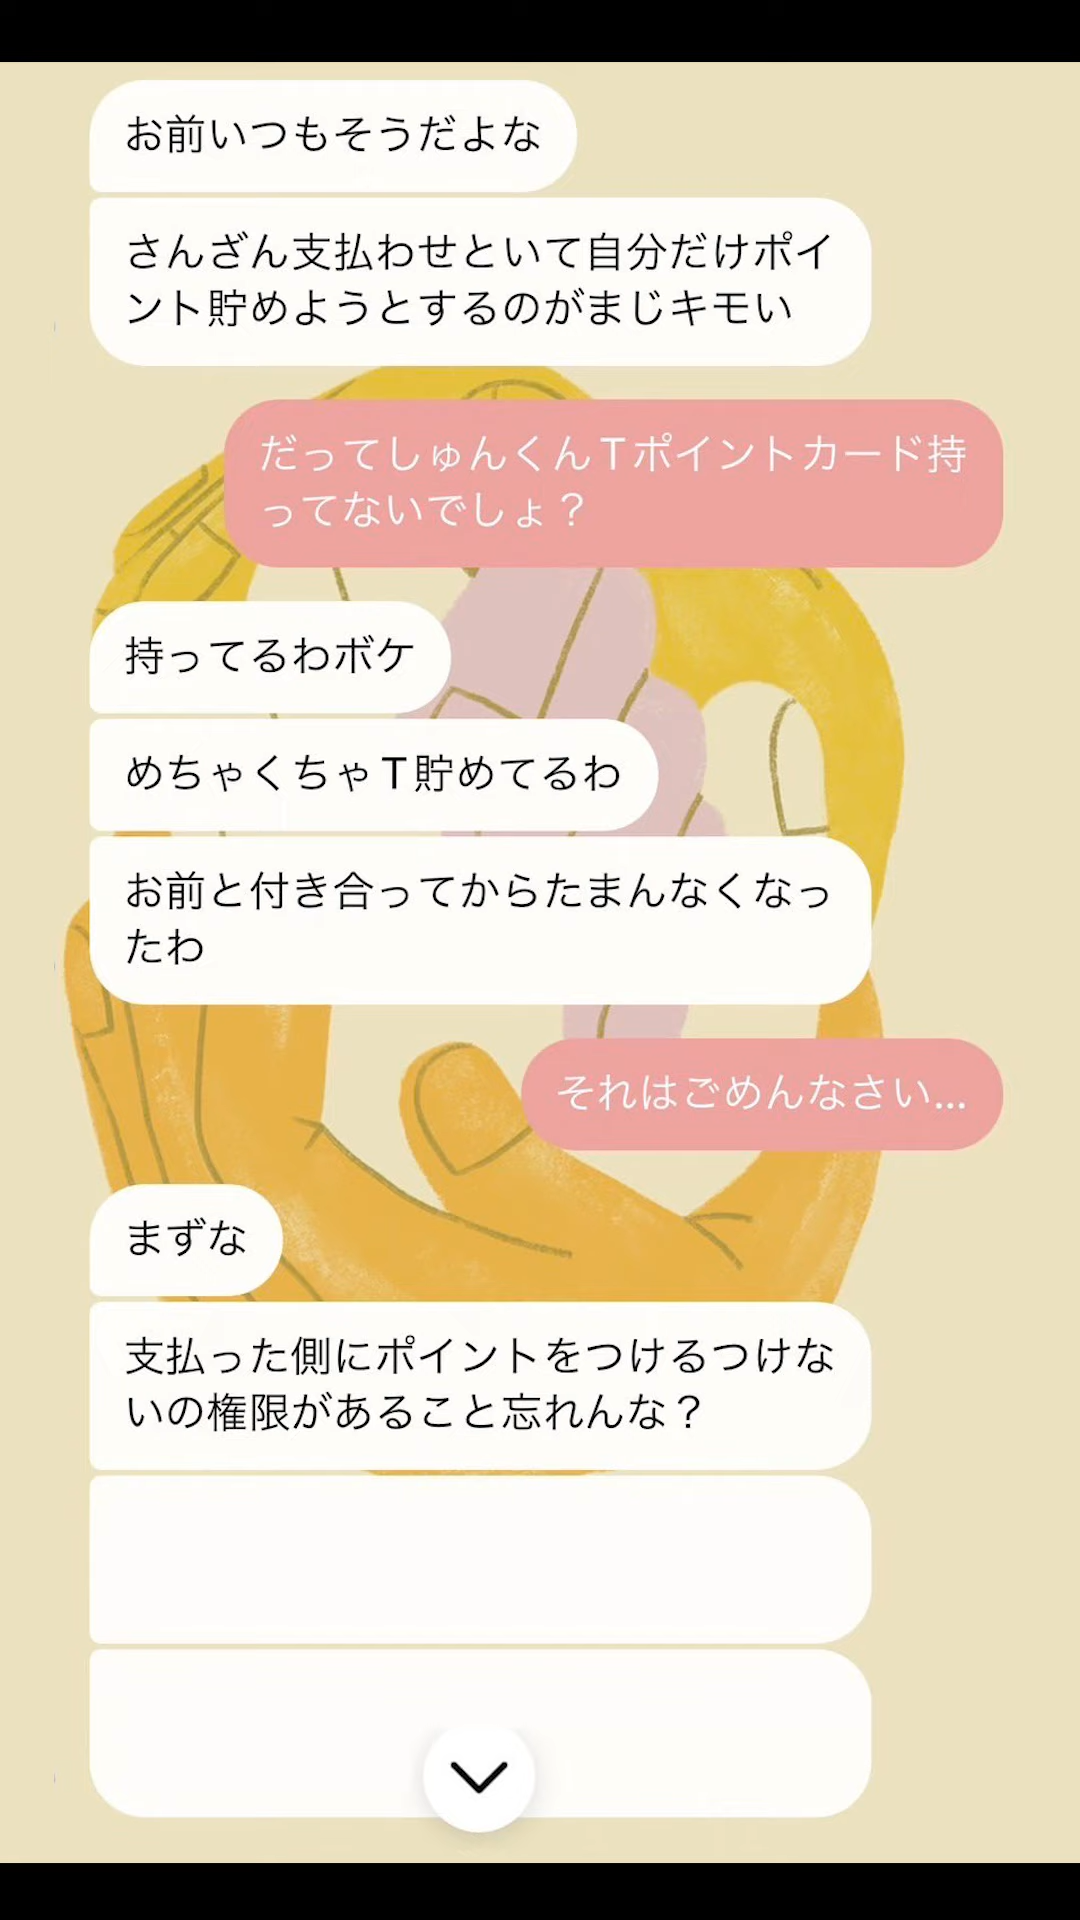 お前いつもそうだよな
さんざん支払わせといて自分だけポイ
ント貯めようとするのがまじキモい
だってしゅんくんTポイントカード持
ってないでしょ？
持ってるわボケ
めちゃくちゃT貯めてるわ
お前と付き合ってからたまんなくなっ
たわ
それはごめんなさい...
まずな
支払った側にポイントをつけるつけな
いの権限があること忘れんな？